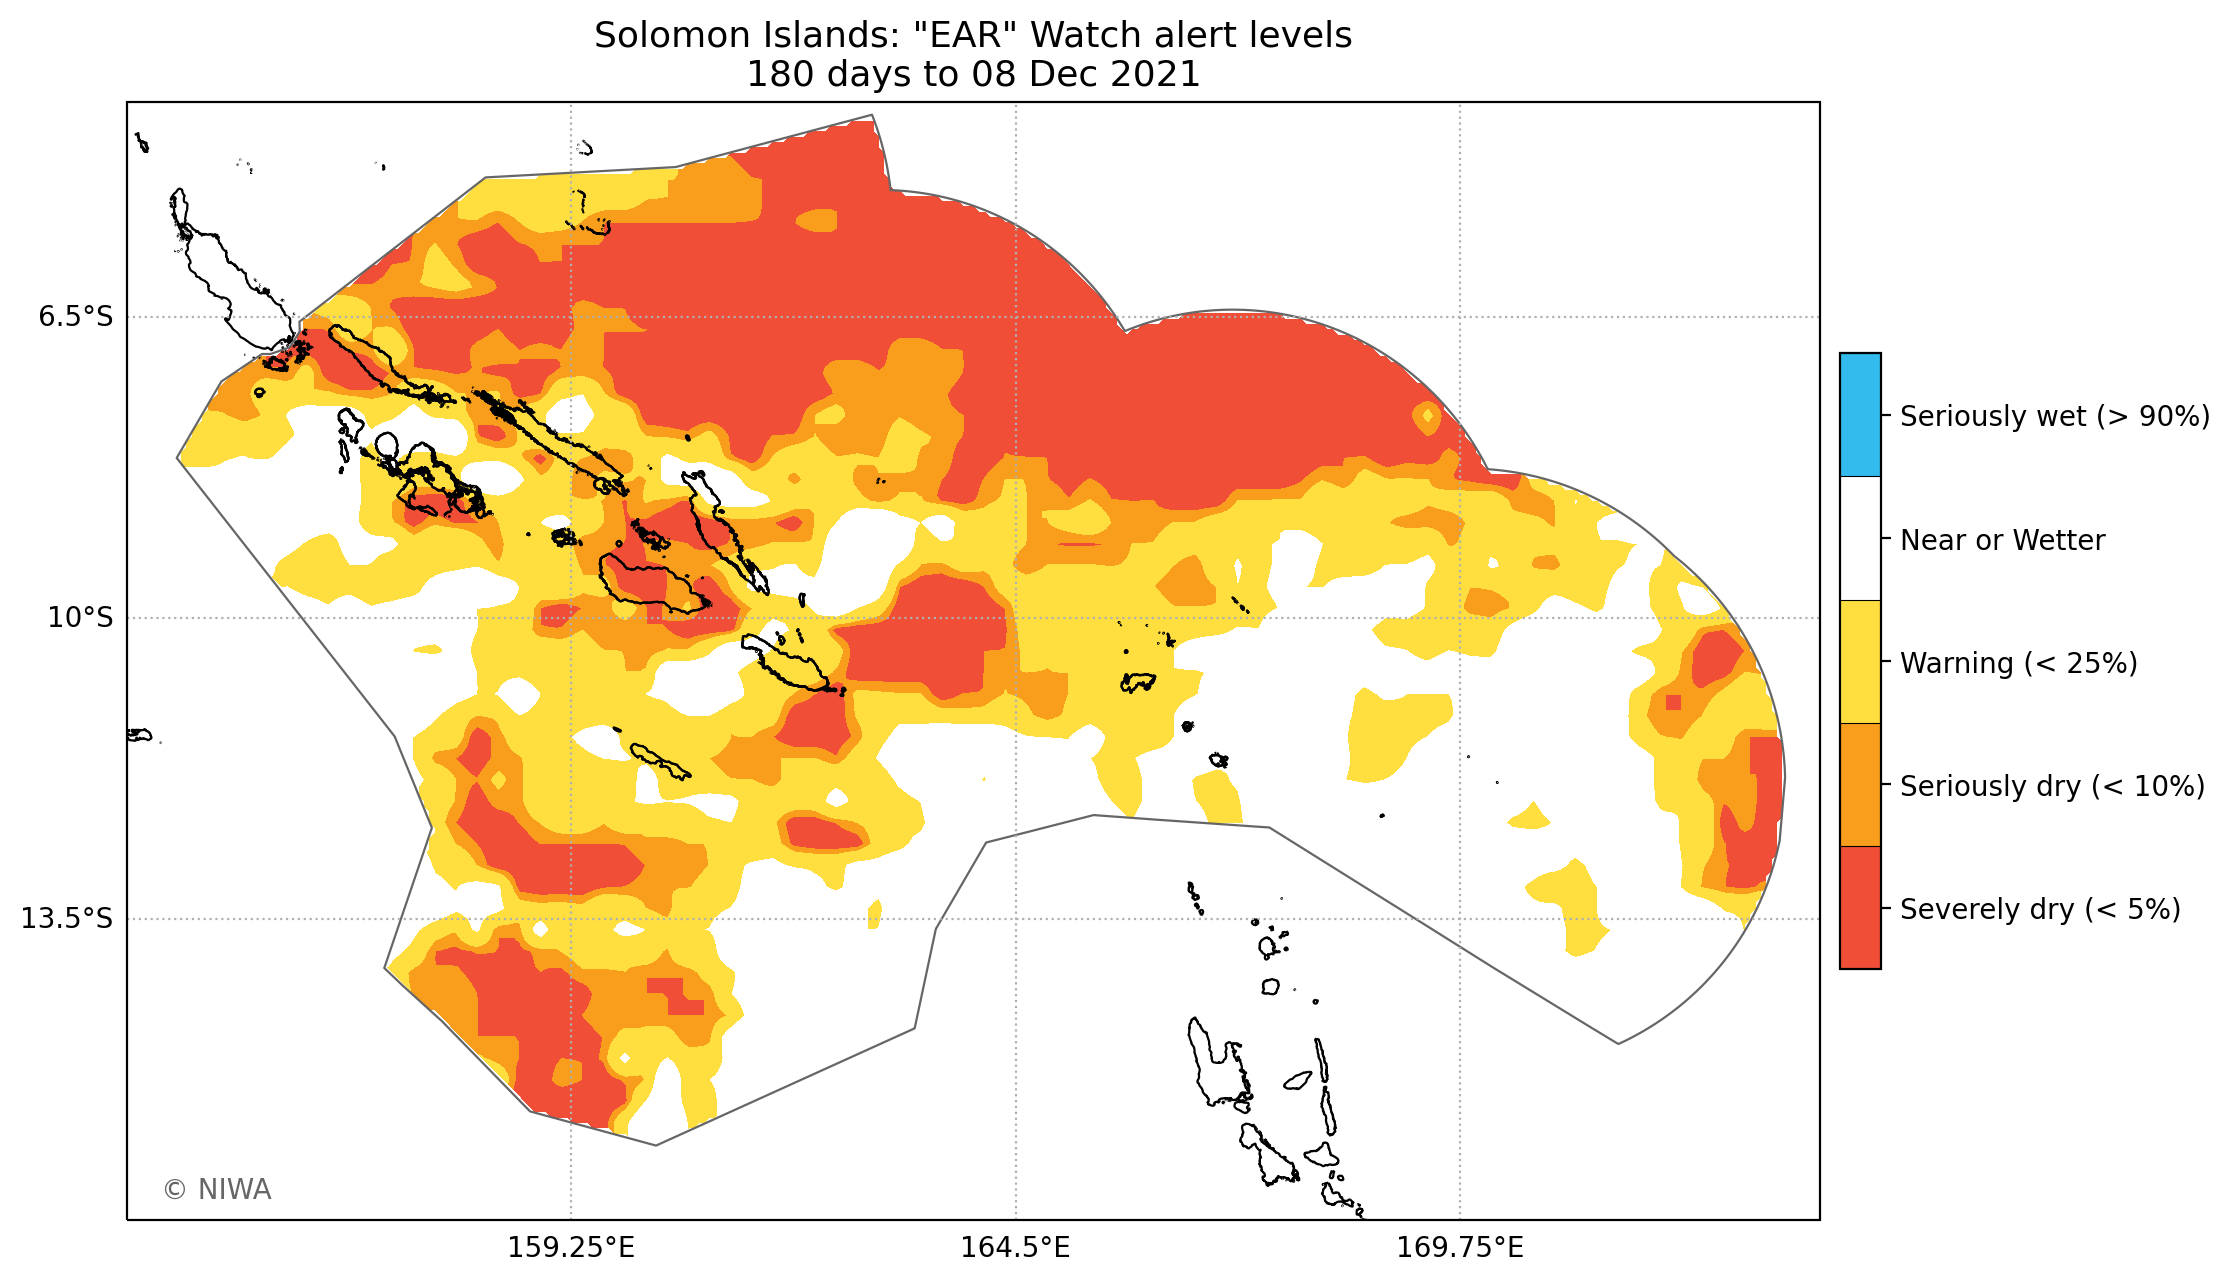 Solomon Islands: "EAR" Watch alert levels
180 days to 08 Dec 2021
6.5°S
10°S
13.5°S
159.25°E
164.5°E
169.75°E
Seriously wet (> 90%)
Near or Wetter
Warning (< 25%)
Seriously dry (< 10%)
Severely dry (< 5%)
© NIWA